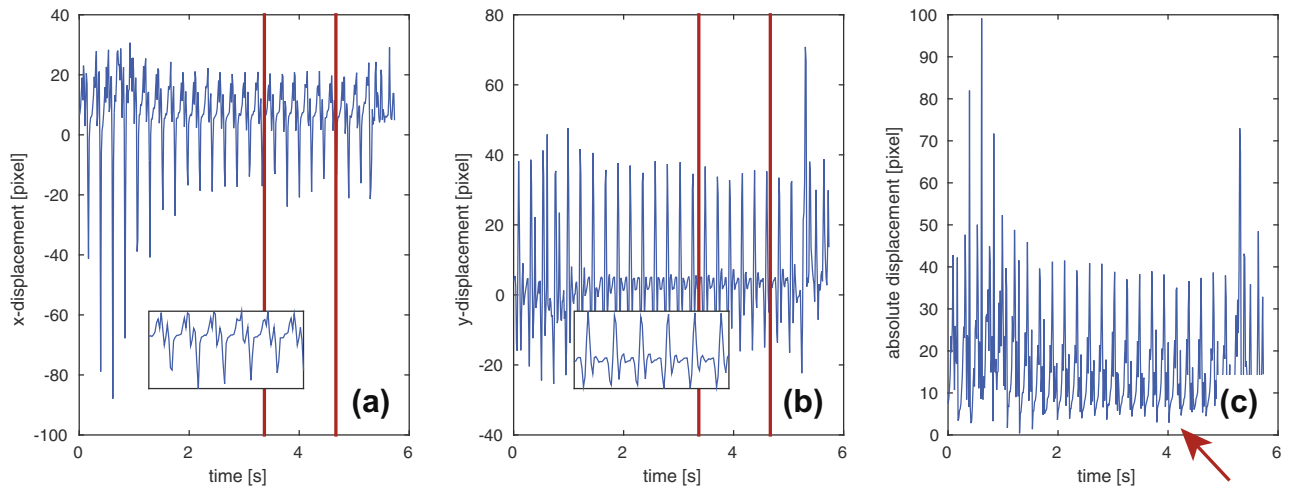 40
20
0
-20
-40
-60
-80
-100
x-displacement [pixel]
0 2 4 6
time [s]
(a)
80
60
40
20
0
-20
-40
y-displacement [pixel]
0 2 4 6
time [s]
(b)
100
90
80
70
60
50
40
30
20
10
0
absolute displacement [pixel]
0 2 4 6
time [s]
(c)